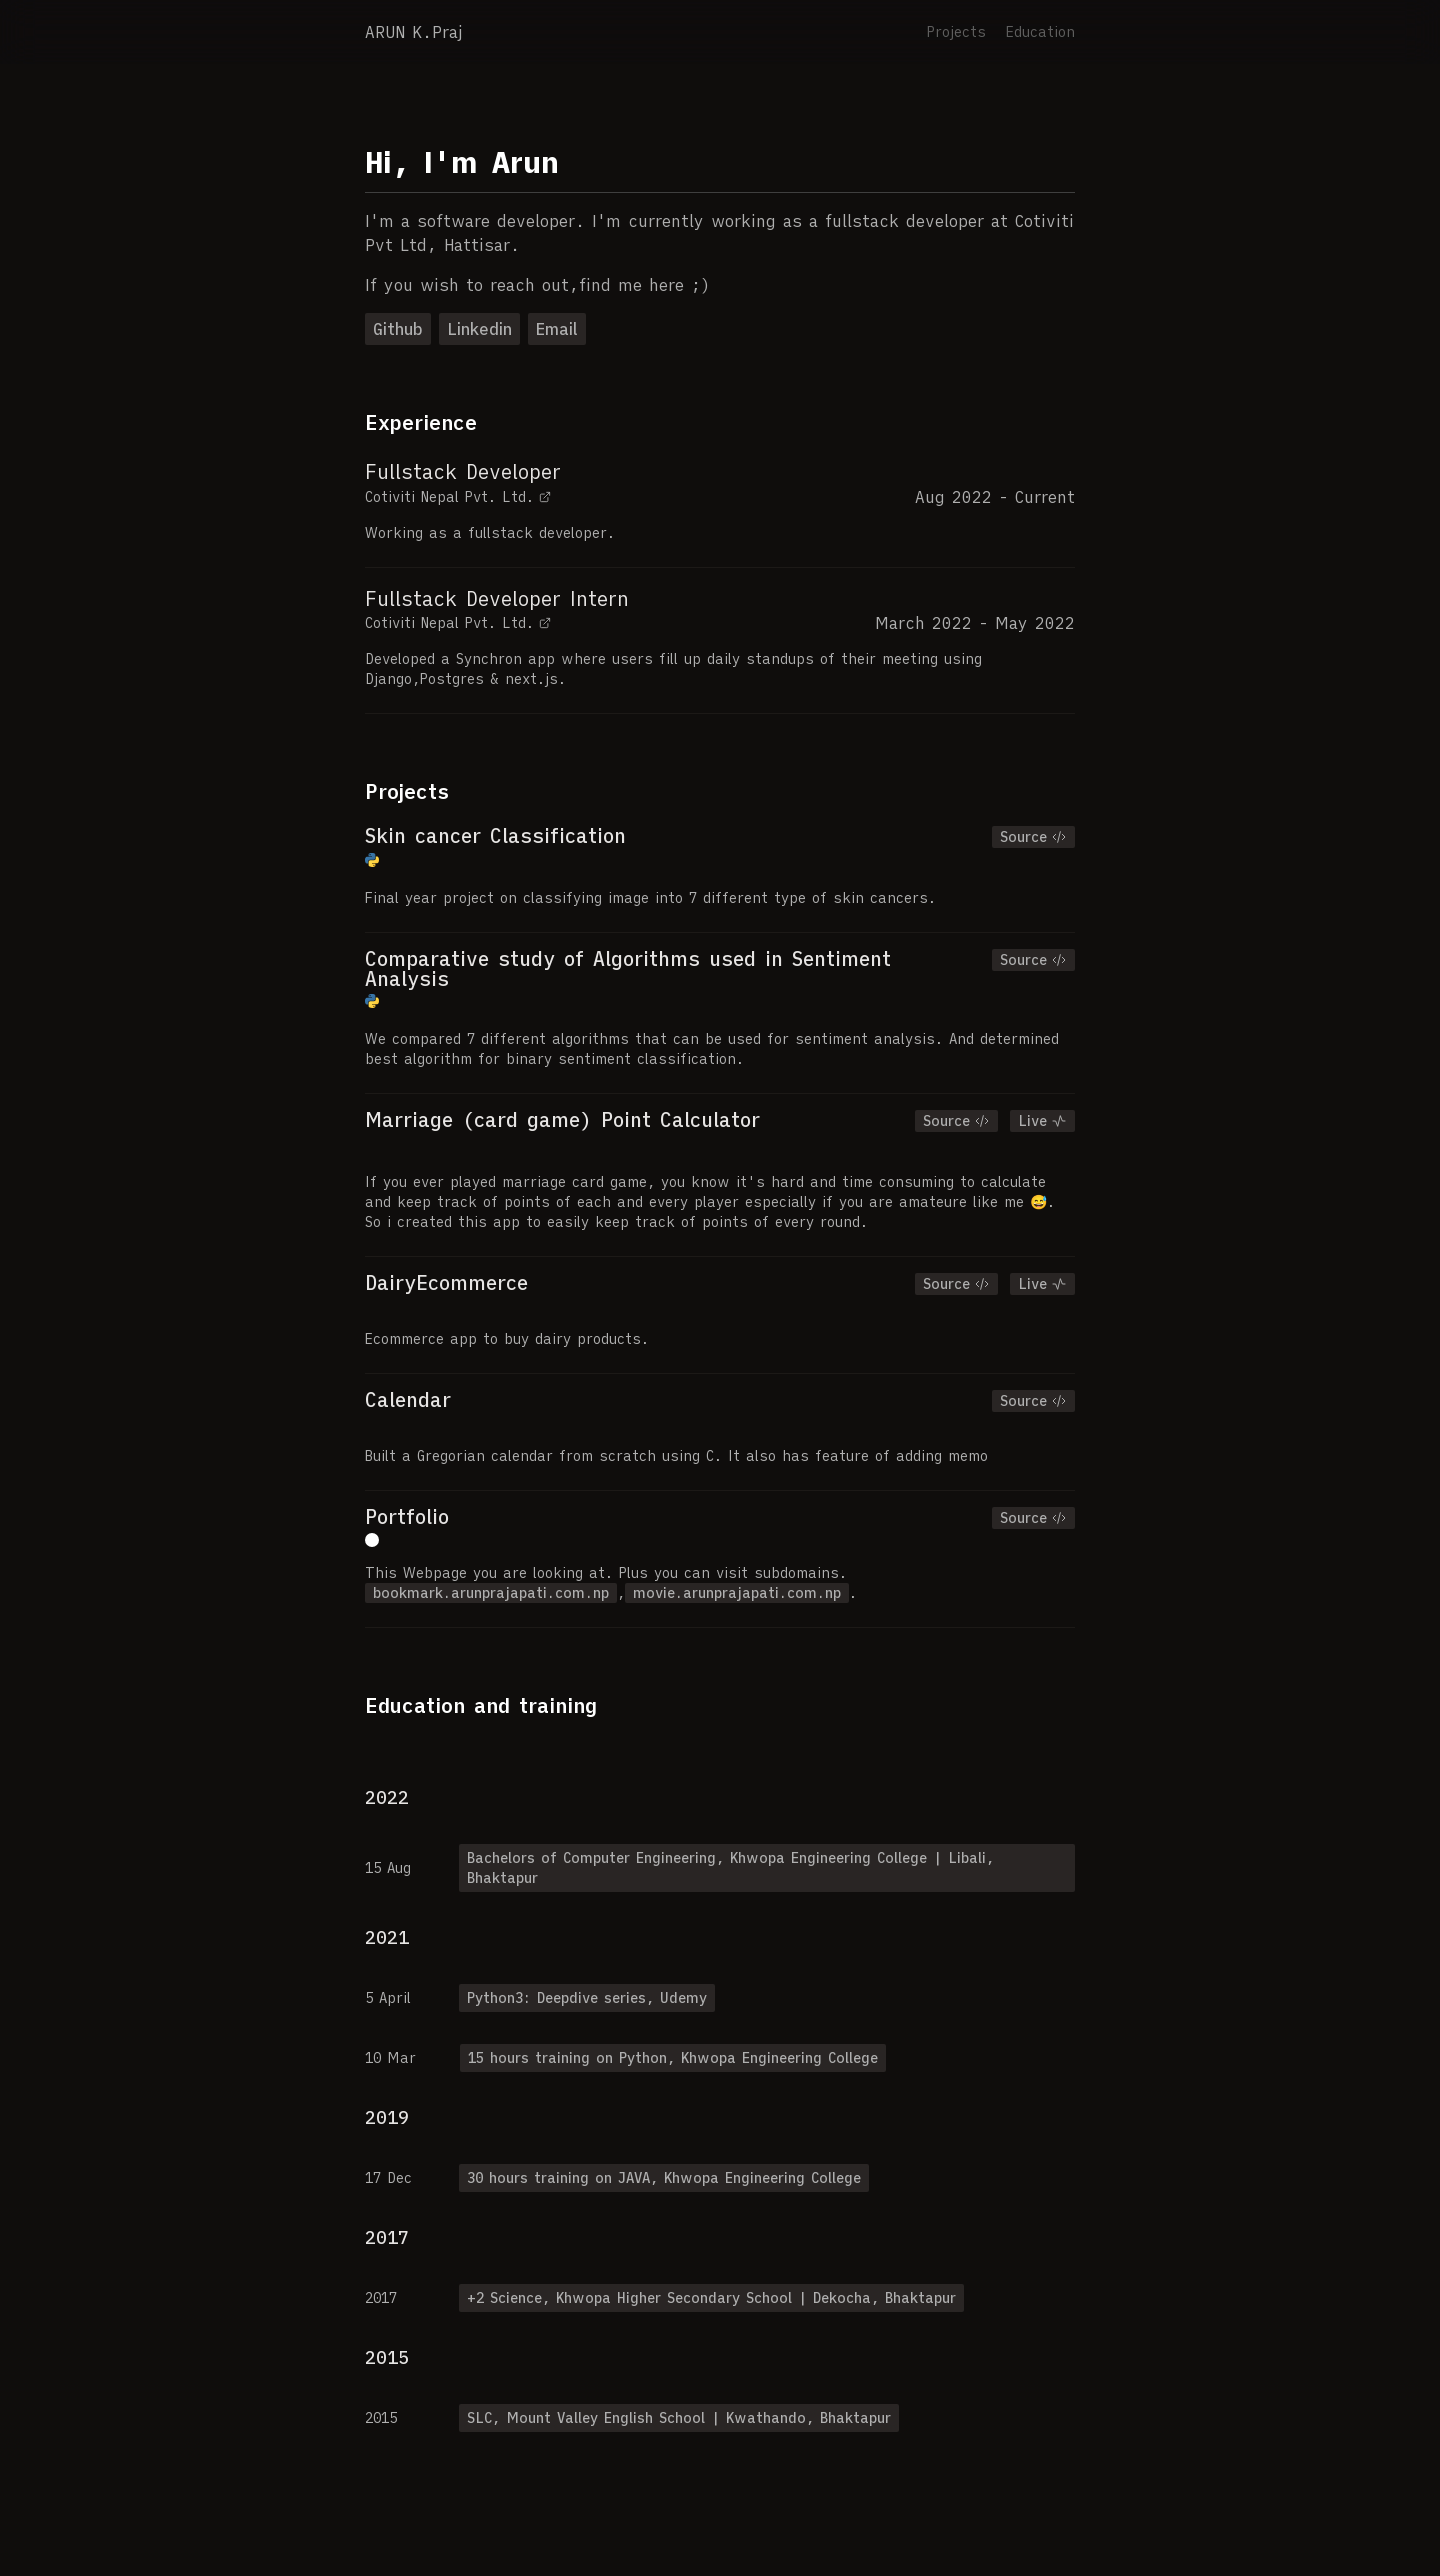 ARUN K.Praj
Projects Education
Hi, I'm Arun
I'm a software developer. I'm currently working as a fullstack developer at Cotiviti
Pvt Ltd, Hattisar.
If you wish to reach out,find me here ;)
Github Linkedin Email
Experience
Fullstack Developer
Cotiviti Nepal Pvt. Ltd. Aug 2022 - Current
Working as a fullstack developer.
Fullstack Developer Intern
Cotiviti Nepal Pvt. Ltd. March 2022 - May 2022
Developed a Synchron app where users fill up daily standups of their meeting using
Django,Postgres & next.js.
Projects
Skin cancer Classification Source
Final year project on classifying image into 7 different type of skin cancers.
Comparative study of Algorithms used in Sentiment Source
Analysis
We compared 7 different algorithms that can be used for sentiment analysis. And determined
best algorithm for binary sentiment classification.
Marriage (card game) Point Calculator Source Live
If you ever played marriage card game, you know it's hard and time consuming to calculate
and keep track of points of each and every player especially if you are amateure like me 😅.
So i created this app to easily keep track of points of every round.
DairyEcommerce Source Live
Ecommerce app to buy dairy products.
Calendar Source
Built a Gregorian calendar from scratch using C. It also has feature of adding memo
Portfolio Source
This Webpage you are looking at. Plus you can visit subdomains.
bookmark.arunprajapati.com.np ,movie.arunprajapati.com.np .
Education and training
2022
15 Aug Bachelors of Computer Engineering, Khwopa Engineering College | Libali,
Bhaktapur
2021
5 April Python3: Deepdive series, Udemy
10 Mar 15 hours training on Python, Khwopa Engineering College
2019
17 Dec 30 hours training on JAVA, Khwopa Engineering College
2017
2017 +2 Science, Khwopa Higher Secondary School | Dekocha, Bhaktapur
2015
2015 SLC, Mount Valley English School | Kwathando, Bhaktapur